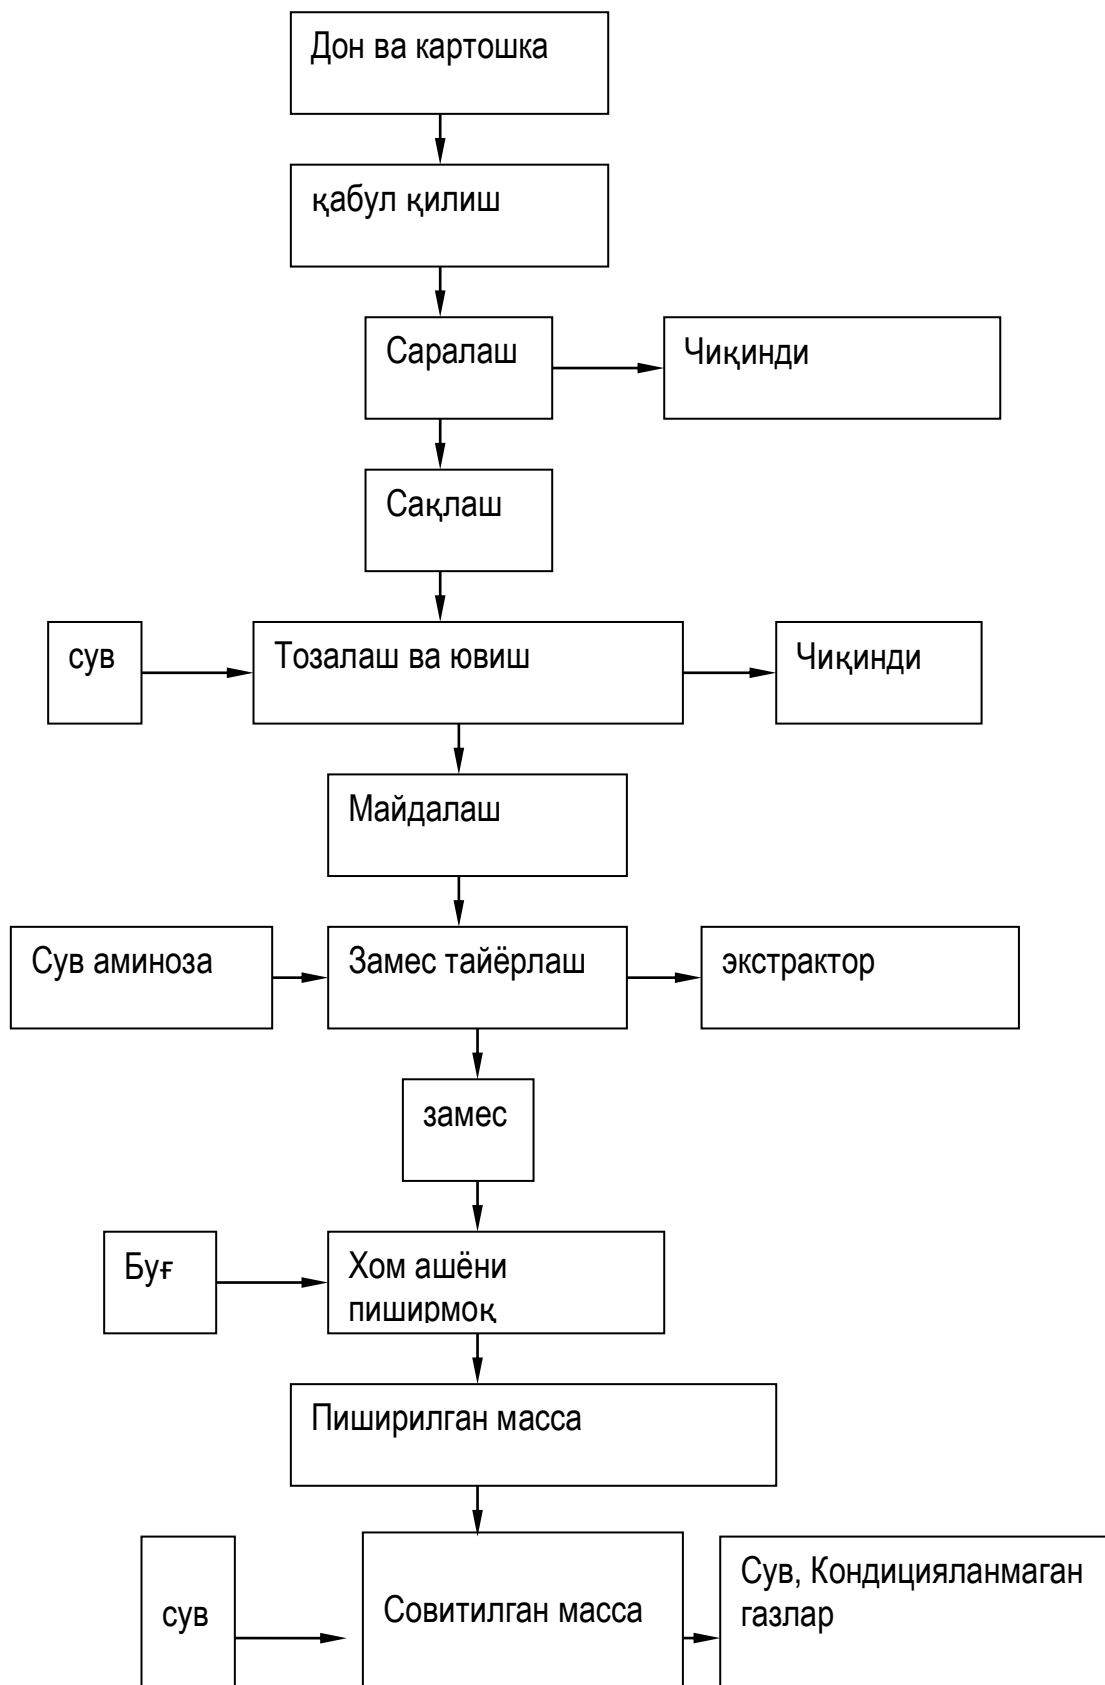 Дон ва картошка
қабул қилиш
Саралаш
Чиқинди
Сақлаш
сув
Тозалаш ва ювиш
Чиқинди
Майдалаш
Сув аминоза
Замес тайёрлаш
экстрактор
замес
Буғ
Хом ашёни
пиширмоқ
Пиширилган масса
сув
Совитилган масса
Сув, Кондицияланмаган
газлар